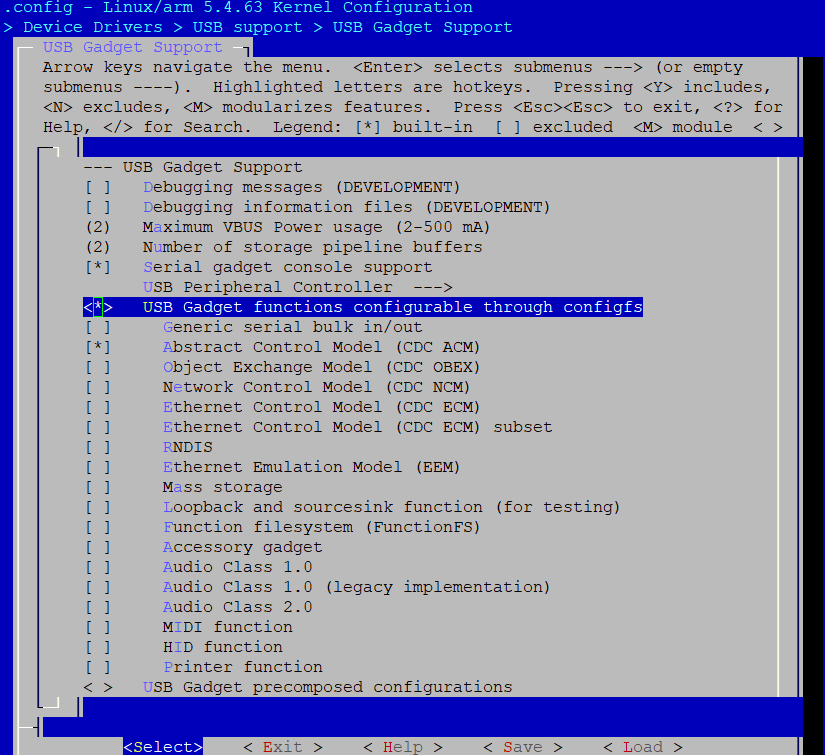 .config - Linux/arm 5.4.63 Kernel Configuration
> Device Drivers > USB support > USB Gadget Support
USB Gadget Support
Arrow keys navigate the menu.  <Enter> selects submenus ---> (or empty
submenus ----).  Highlighted letters are hotkeys.  Pressing <Y> includes,
<N> excludes, <M> modularizes features.  Press <Esc><Esc> to exit, <?> for
Help, </> for Search.  Legend: [*] built-in  [ ] excluded  <M> module  < >
--- USB Gadget Support
[ ]   Debugging messages (DEVELOPMENT)
[ ]   Debugging information files (DEVELOPMENT)
(2)   Maximum VBUS Power usage (2-500 mA)
(2)   Number of storage pipeline buffers
[*]   Serial gadget console support
USB Peripheral Controller  --->
<*>   USB Gadget functions configurable through configfs
[ ]     Generic serial bulk in/out
[*]     Abstract Control Model (CDC ACM)
[ ]     Object Exchange Model (CDC OBEX)
[ ]     Network Control Model (CDC NCM)
[ ]     Ethernet Control Model (CDC ECM)
[ ]     Ethernet Control Model (CDC ECM) subset
[ ]     RNDIS
[ ]     Ethernet Emulation Model (EEM)
[ ]     Mass storage
[ ]     Loopback and sourcesink function (for testing)
[ ]     Function filesystem (FunctionFS)
[ ]     Accessory gadget
[ ]     Audio Class 1.0
[ ]     Audio Class 1.0 (legacy implementation)
[ ]     Audio Class 2.0
[ ]     MIDI function
[ ]     HID function
[ ]     Printer function
< >   USB Gadget precomposed configurations
<Select>    < Exit >    < Help >    < Save >    < Load >